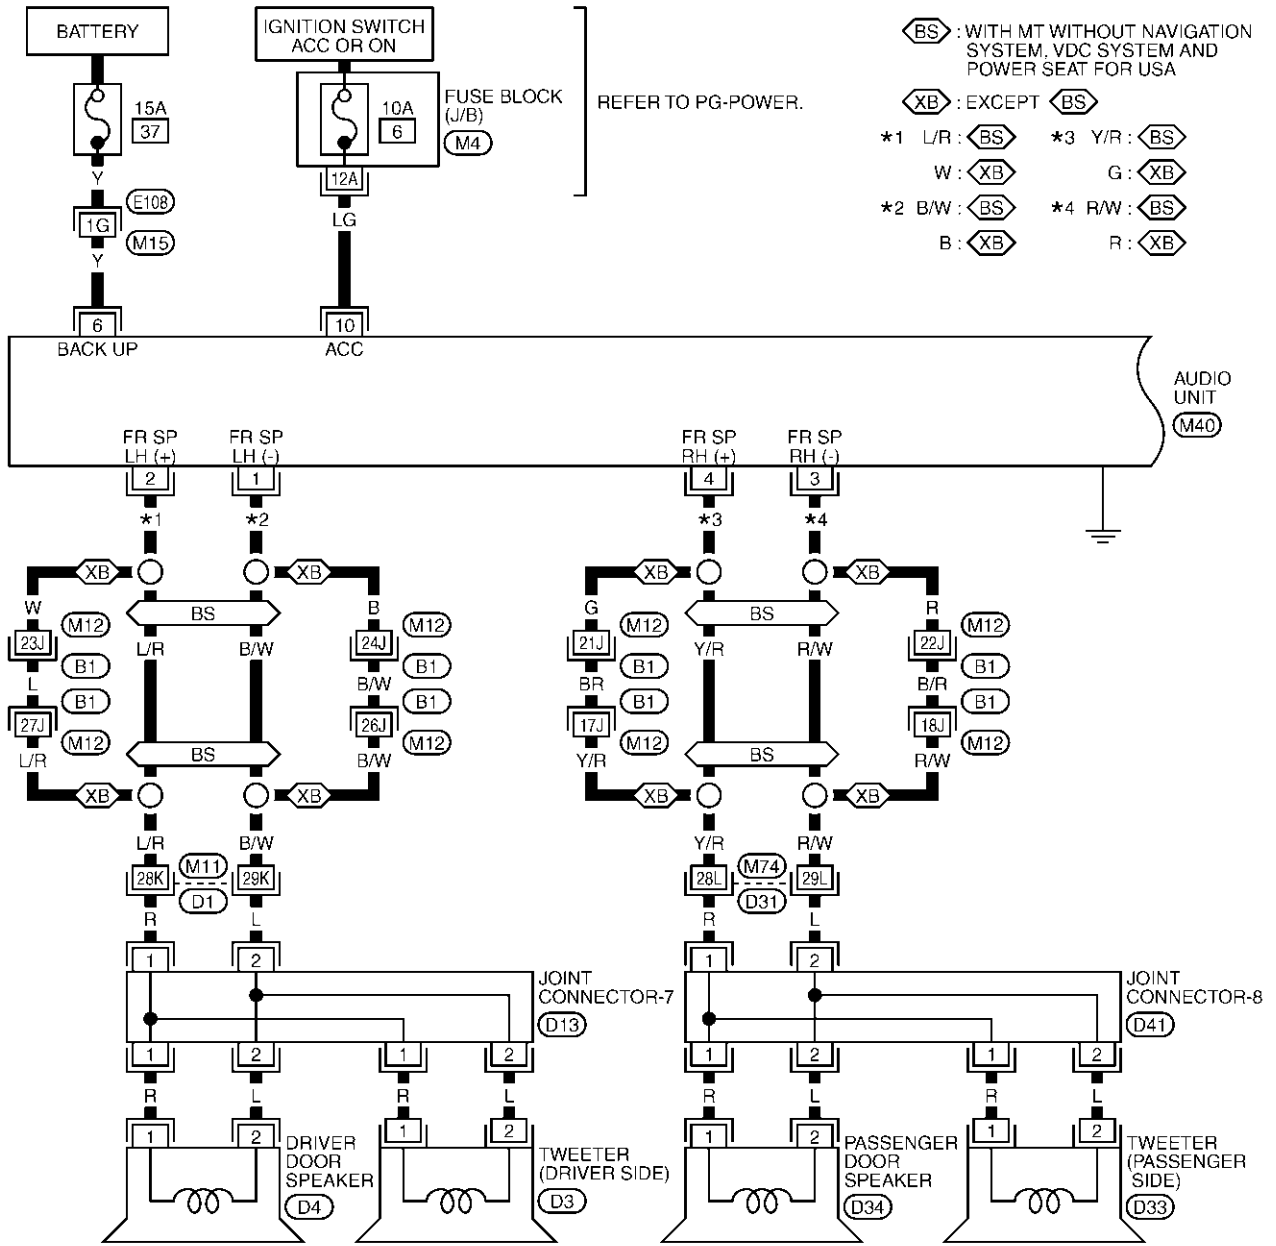 BATTERY
IGNITION SWITCH
ACC OR ON
15A
37
10A
6
FUSE BLOCK
(J/B)
M4
REFER TO PG-POWER.
BS : WITH MT WITHOUT NAVIGATION
SYSTEM, VDC SYSTEM AND
POWER SEAT FOR USA
XB : EXCEPT BS
*1 L/R : BS *3 Y/R : BS
W : XB G : XB
*2 B/W : BS *4 R/W : BS
B : XB R : XB
Y
12A
E108
1G
LG
M15
Y
6
10
BACK UP
ACC
AUDIO
UNIT
M40
FR SP
LH (+)
FR SP
LH (-)
FR SP
RH (+)
FR SP
RH (-)
2 1 4 3
*1 *2 *3 *4
XB XB XB XB
W BS B G BS R
23J M12 L/R B/W 24J M12 21J M12 Y/R R/W 22J M12
B1 B1 B1 B1
L B/W BR B/R
B1 B1 B1 B1
27J M12 26J M12 17J M12 18J M12
L/R BS B/W Y/R BS R/W
XB XB XB XB
L/R B/W Y/R R/W
28K M11 29K 28L M74 29L
D1 D31
R L R L
1 2 1 2
JOINT
CONNECTOR-7
D13
JOINT
CONNECTOR-8
D41
1 2 1 2 1 2 1 2
R L R L R L R L
1 2 1 2 1 2 1 2
DRIVER
DOOR
SPEAKER
D4
TWEETER
(DRIVER SIDE)
D3
PASSENGER
DOOR
SPEAKER
D34
TWEETER
(PASSENGER
SIDE)
D33